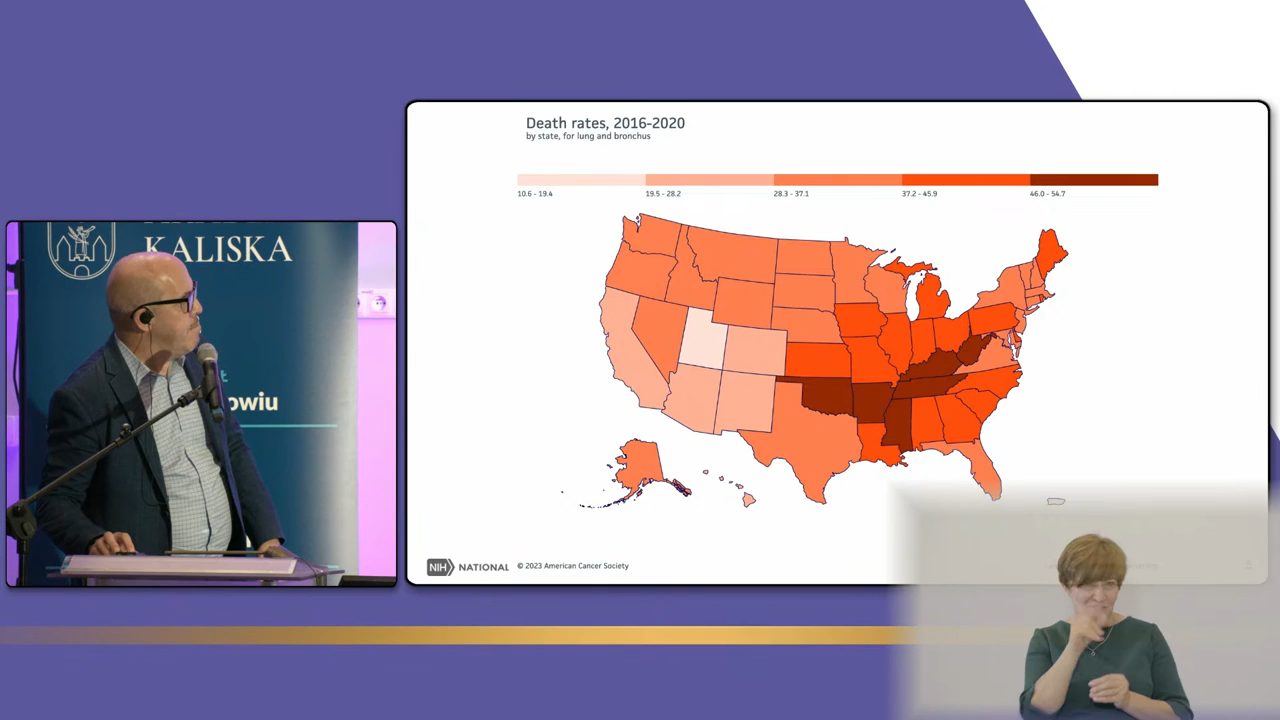 KALISKA
owiu
Death rates, 2016-2020
by state, for lung and bronchus
10.6 - 19.4
19.5 - 28.2
28.3 - 37.1
37.2 - 45.9
46.0 - 54.7
NIH NATIONAL
© 2023 American Cancer Society